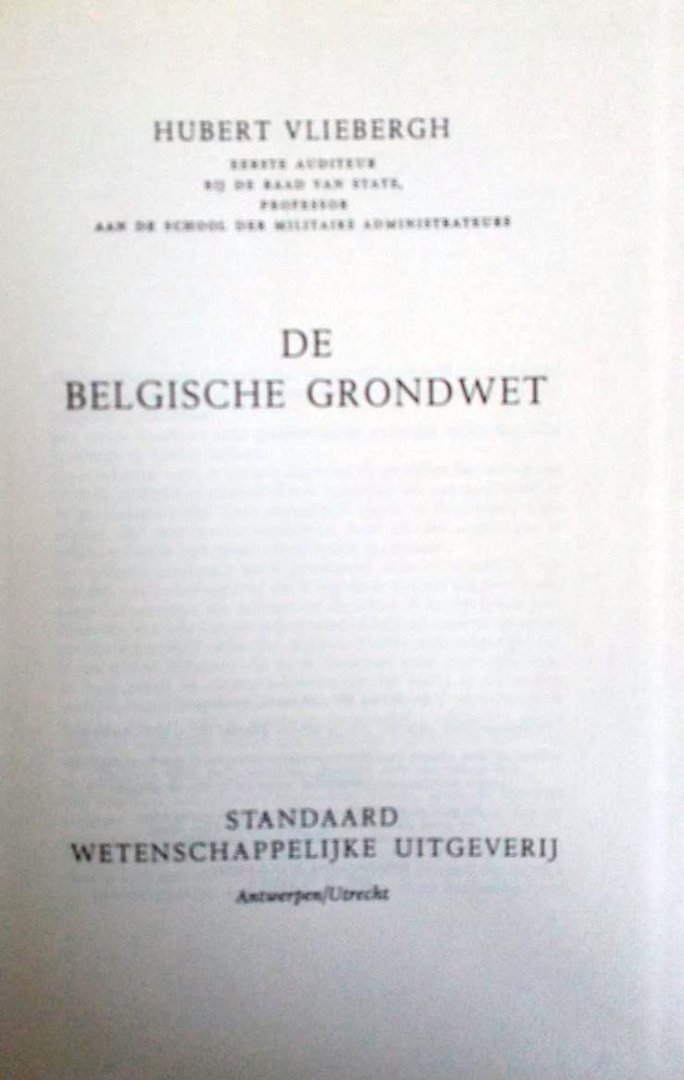 HUBERT VLIEBERGH
EERSTE AUDITEUR
BIJ DE RAAD VAN STATE,
PROFESSOR
AAN DE SCHOOL DER MILITAIRE ADMINISTRATEURS
DE
BELGISCHE GRONDWET
STANDAARD
WETENSCHAPPELIJKE UITGEVERIJ
Antwerpen/Utrecht